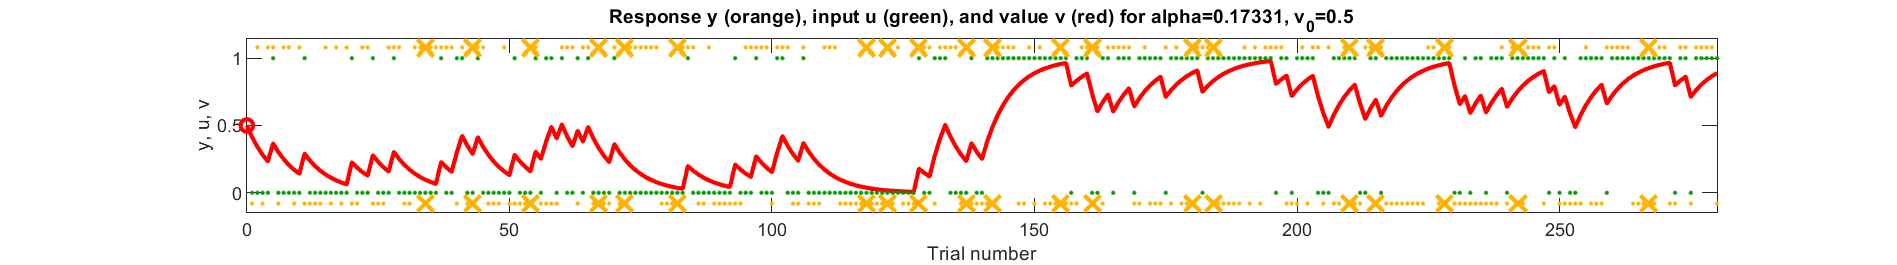 Response y (orange), input u (green), and value v (red) for alpha=0.17331, v0=0.5
y, u, v
1
0.5
0
0 50 100 150 200 250
Trial number